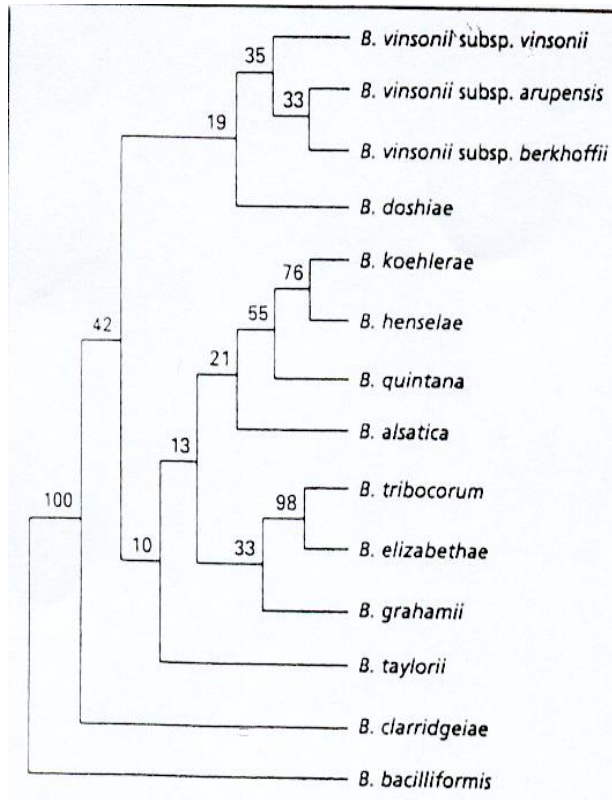 35 B. vinsonii subsp. vinsonii
33 B. vinsonii subsp. arupensis
19 B. vinsonii subsp. berkhoffii
B. doshiae
76 B. koehlerae
42 55 B. henselae
21 B. quintana
13 B. alsatica
100 98 B. tribocorum
10 33 B. elizabethae
B. grahamii
B. taylorii
B. clarridgeiae
B. bacilliformis